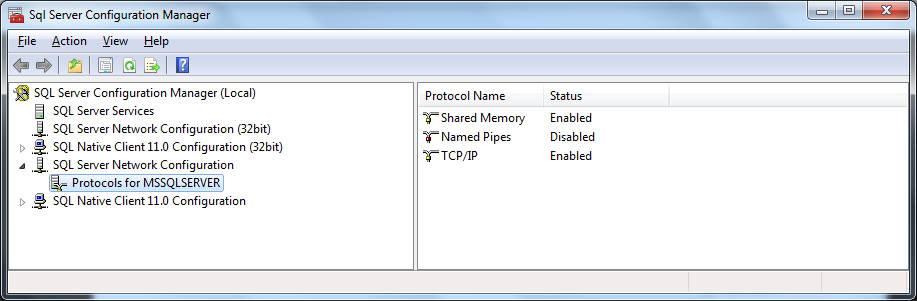 Sql Server Configuration Manager
File Action View Help
SQL Server Configuration Manager (Local)
SQL Server Services
SQL Server Network Configuration (32bit)
SQL Native Client 11.0 Configuration (32bit)
SQL Server Network Configuration
Protocols for MSSQLSERVER
SQL Native Client 11.0 Configuration
Protocol Name Status
Shared Memory Enabled
Named Pipes Disabled
TCP/IP Enabled